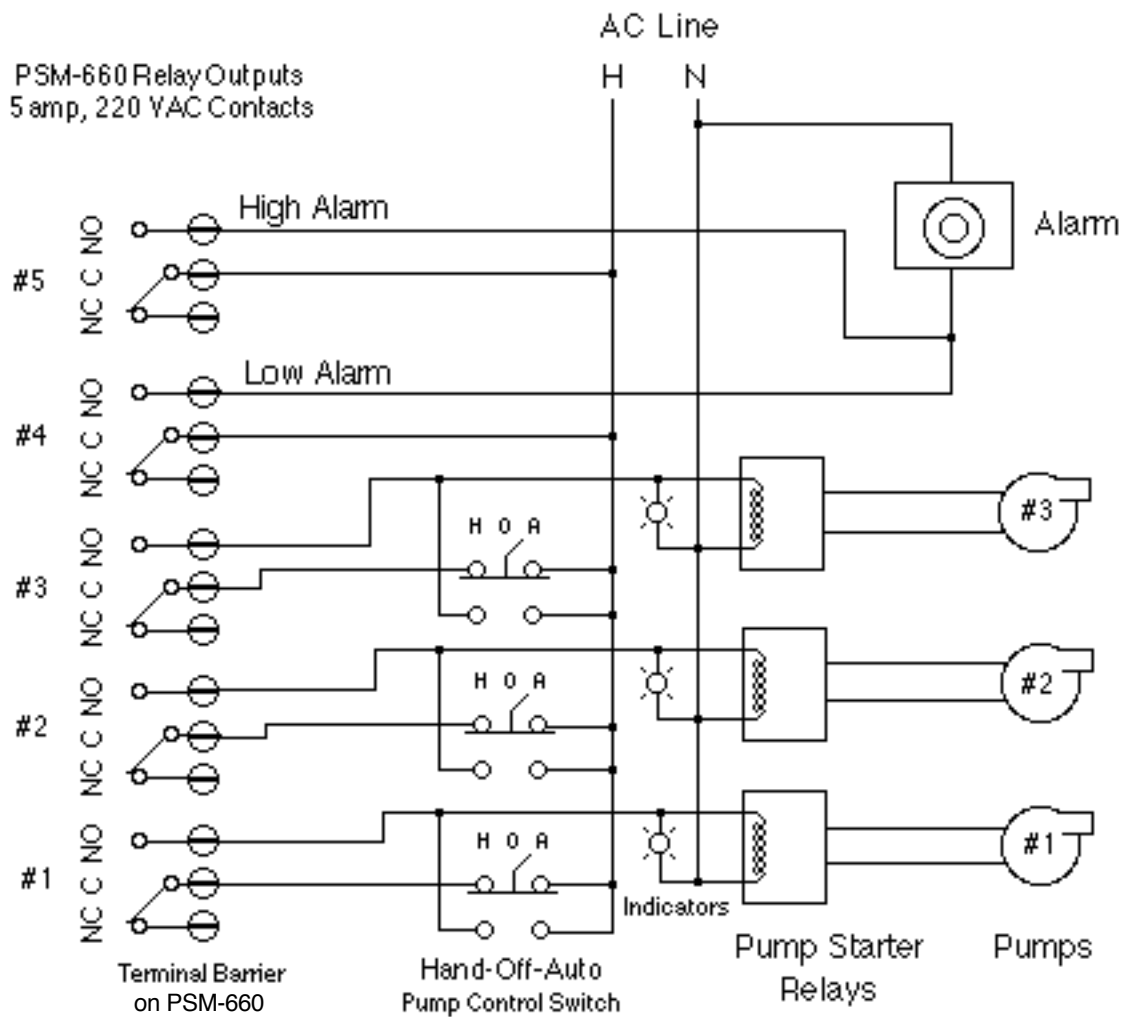 AC Line
PSM-660 Relay Outputs
5 amp, 220 VAC Contacts
H N
High Alarm
Alarm
#5
NC C NO
Low Alarm
#4
NC C NO
H O A
#3
NC C NO
#3
H O A
#2
NC C NO
#2
H O A
#1
NC C NO
#1
Indicators
Terminal Barrier
on PSM-660
Hand-Off-Auto
Pump Control Switch
Pump Starter
Relays
Pumps